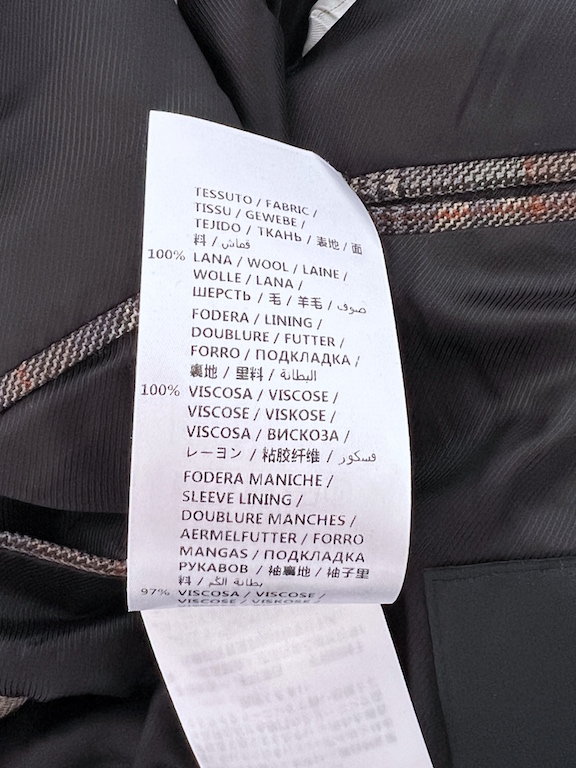 TESSUTO / FABRIC /
TISSU / GEWEBE /
TEJIDO / ТКАНЬ / 表地 / 面
料 / قماش /
100% LANA / WOOL / LAINE /
WOLLE / LANA /
ШЕРСТЬ / 毛 / 羊毛 / صوف /
FODERA / LINING /
DOUBLURE / FUTTER /
FORRO / ПОДКЛАДКА /
裏地 / 里料 / البطانة /
100% VISCOSA / VISCOSE /
VISCOSE / VISKOSE /
VISCOSA / ВИСКОЗА /
レーヨン / 粘胶纤维 / فسكور /
FODERA MANICHE /
SLEEVE LINING /
DOUBLURE MANCHES /
AERMELFUTTER / FORRO
MANGAS / ПОДКЛАДКА
РУКАВОВ / 袖裏地 / 袖子里
料 / بطانة الكم /
97% VISCOSA / VISCOSE /
VISCOSE / VISKOSE /